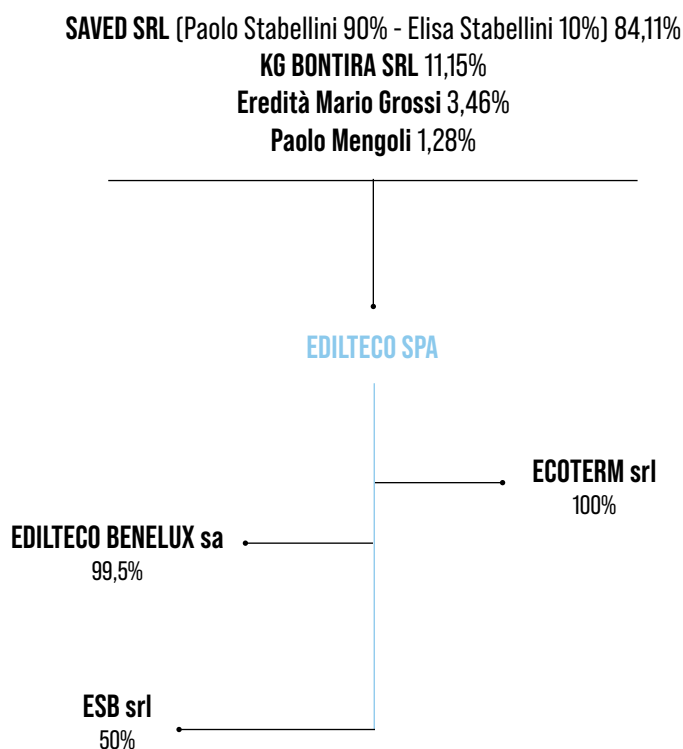 SAVED SRL (Paolo Stabellini 90% - Elisa Stabellini 10%) 84,11%
KG BONTIRA SRL 11,15%
Eredità Mario Grossi 3,46%
Paolo Mengoli 1,28%
EDILTECO SPA
ECOTERM srl
100%
EDILTECO BENELUX sa
99,5%
ESB srl
50%